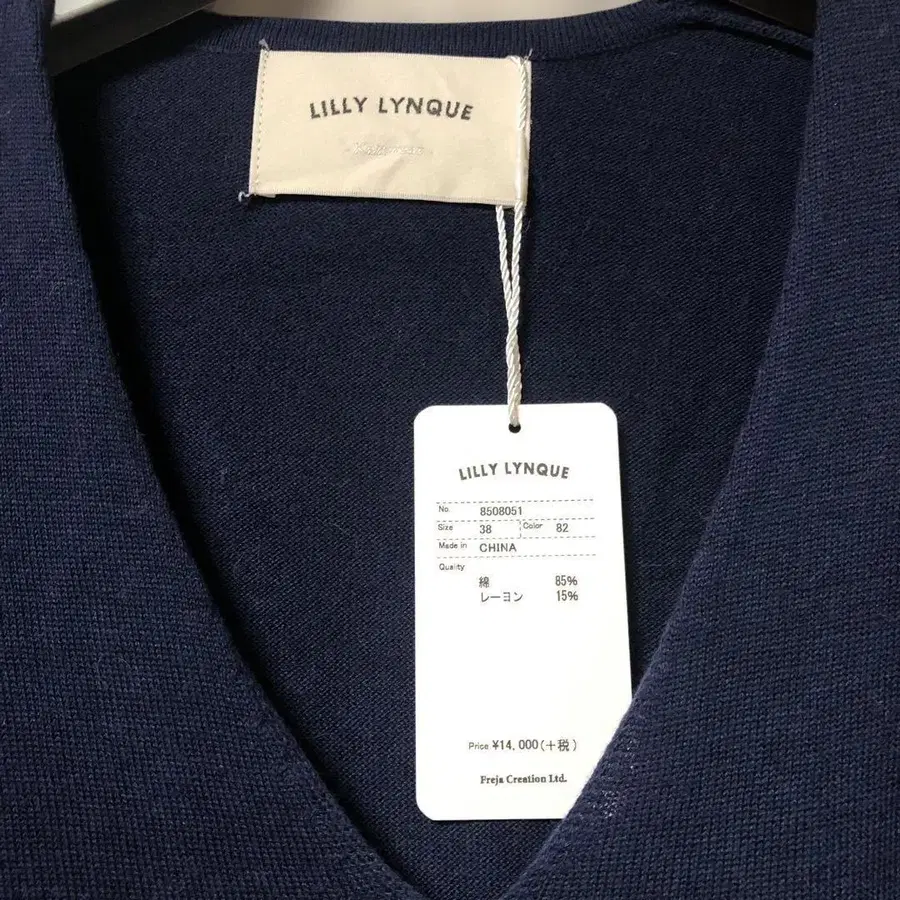 LILLY LYNQUE
LILLY LYNQUE
No. 8508051
Size 38 Color 82
Made in CHINA
Quality
綿 85%
レーヨン 15%
Price ¥14,000(+税)
Freja Creation Ltd.